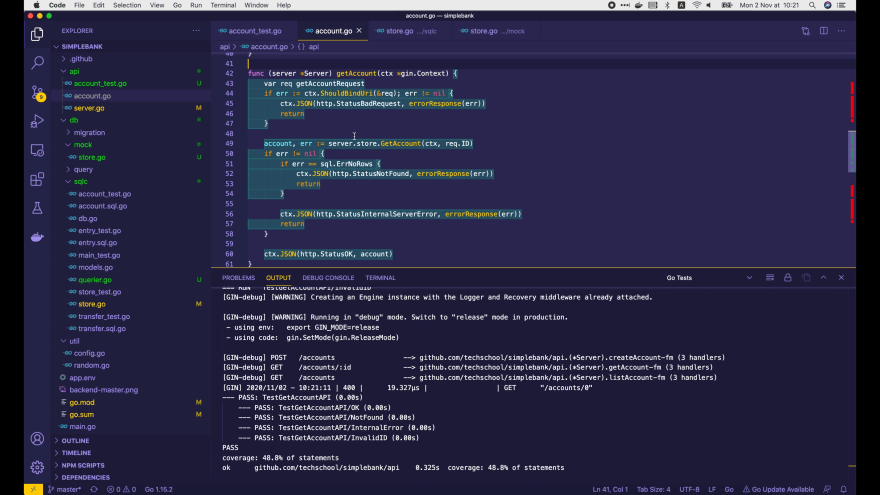 Code File Edit Selection View Go Run Terminal Window Help
Mon 2 Nov at 10:21
account.go — simplebank
EXPLORER
account_test.go
account.go
store.go .../sqlc
store.go .../mock
api > account.go > {} api
SIMPLEBANK
.github
api
account_test.go U
account.go
server.go M
db
migration
mock
store.go U
query
sqlc
account_test.go
account.sql.go
db.go
entry_test.go
entry.sql.go
main_test.go
models.go
querier.go U
store_test.go
store.go M
transfer_test.go
transfer.sql.go
util
config.go
random.go
app.env
backend-master.png
go.mod M
go.sum M
main.go
OUTLINE
TIMELINE
NPM SCRIPTS
DEPENDENCIES
40 }
41
42 func (server *Server) getAccount(ctx *gin.Context) {
43 var req getAccountRequest
44 if err := ctx.ShouldBindUri(&req); err != nil {
45 ctx.JSON(http.StatusBadRequest, errorResponse(err))
46 return
47 }
48
49 account, err := server.store.GetAccount(ctx, req.ID)
50 if err != nil {
51 if err == sql.ErrNoRows {
52 ctx.JSON(http.StatusNotFound, errorResponse(err))
53 return
54 }
55
56 ctx.JSON(http.StatusInternalServerError, errorResponse(err))
57 return
58 }
59
60 ctx.JSON(http.StatusOK, account)
61 }
PROBLEMS OUTPUT DEBUG CONSOLE TERMINAL
Go Tests
=== RUN TestGetAccountAPI/InvalidID
[GIN-debug] [WARNING] Creating an Engine instance with the Logger and Recovery middleware already attached.
[GIN-debug] [WARNING] Running in "debug" mode. Switch to "release" mode in production.
- using env: export GIN_MODE=release
- using code: gin.SetMode(gin.ReleaseMode)
[GIN-debug] POST /accounts --> github.com/techschool/simplebank/api.(*Server).createAccount-fm (3 handlers)
[GIN-debug] GET /accounts/:id --> github.com/techschool/simplebank/api.(*Server).getAccount-fm (3 handlers)
[GIN-debug] GET /accounts --> github.com/techschool/simplebank/api.(*Server).listAccount-fm (3 handlers)
[GIN] 2020/11/02 - 10:21:11 | 400 | 19.327µs | | GET "/accounts/0"
--- PASS: TestGetAccountAPI (0.00s)
--- PASS: TestGetAccountAPI/OK (0.00s)
--- PASS: TestGetAccountAPI/NotFound (0.00s)
--- PASS: TestGetAccountAPI/InternalError (0.00s)
--- PASS: TestGetAccountAPI/InvalidID (0.00s)
PASS
coverage: 48.8% of statements
ok github.com/techschool/simplebank/api 0.325s coverage: 48.8% of statements
master* 0 0 Go 1.15.2
Ln 41, Col 1 Tab Size: 4 UTF-8 LF Go Go Update Available